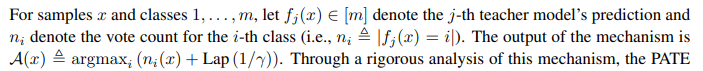 For samples x and classes 1, . . . , m, let f_j(x) ∈ [m] denote the j-th teacher model's prediction and
n_i denote the vote count for the i-th class (i.e., n_i ≜ |f_j(x) = i|). The output of the mechanism is
𝒜(x) ≜ argmax_i (n_i(x) + Lap (1/γ)). Through a rigorous analysis of this mechanism, the PATE